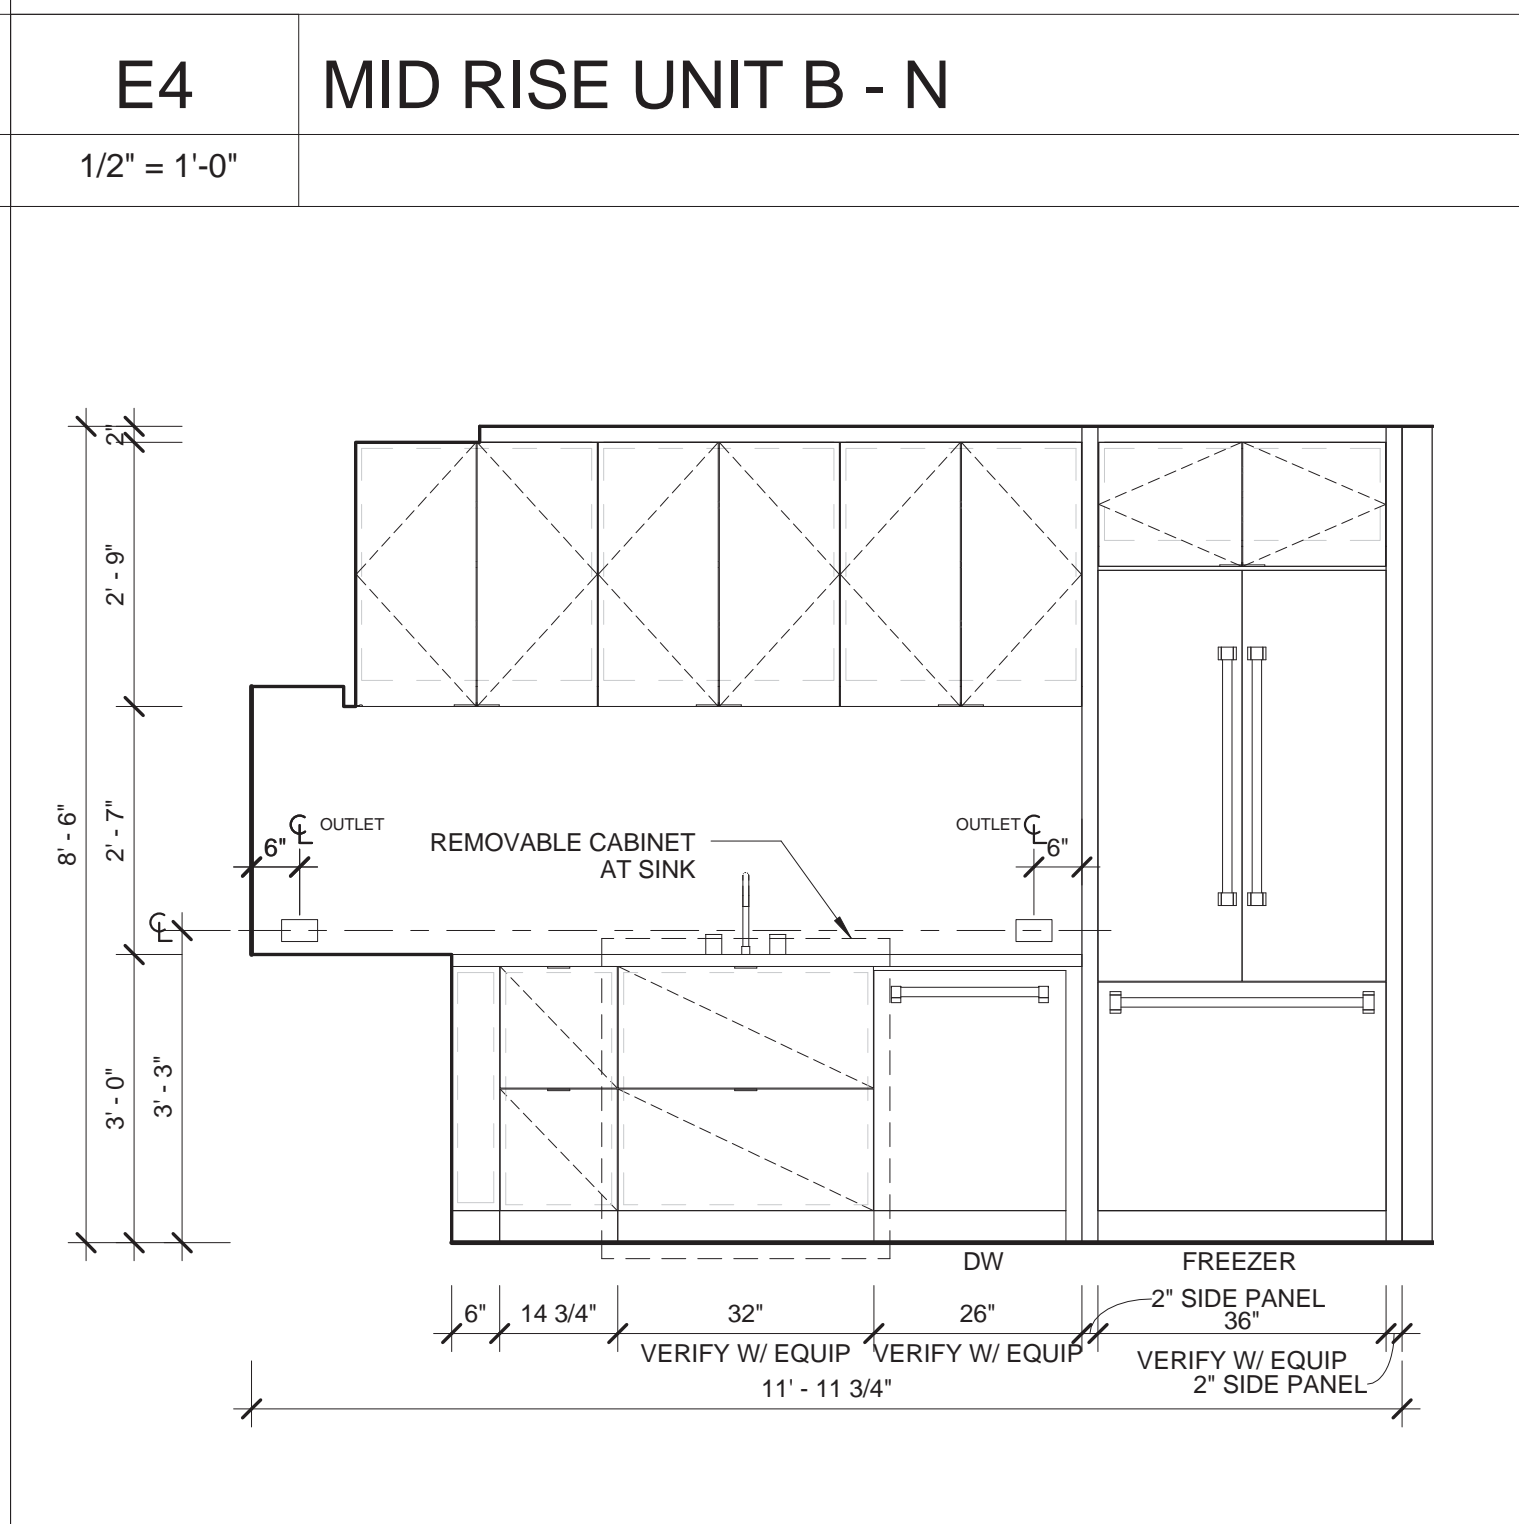 E4
MID RISE UNIT B - N
1/2" = 1'-0"
2"
2' - 9"
8' - 6"
2' - 7"
3' - 0"
3' - 3"
℄
6"
℄ OUTLET
REMOVABLE CABINET
AT SINK
OUTLET ℄
6"
DW
FREEZER
6"
14 3/4"
32"
VERIFY W/ EQUIP
26"
VERIFY W/ EQUIP
2" SIDE PANEL
36"
VERIFY W/ EQUIP
2" SIDE PANEL
11' - 11 3/4"